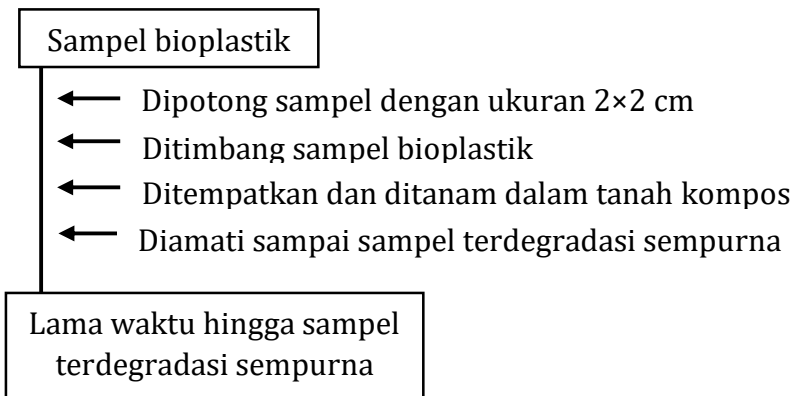 Sampel bioplastik
Dipotong sampel dengan ukuran 2×2 cm
Ditimbang sampel bioplastik
Ditempatkan dan ditanam dalam tanah kompos
Diamati sampai sampel terdegradasi sempurna
Lama waktu hingga sampel
terdegradasi sempurna